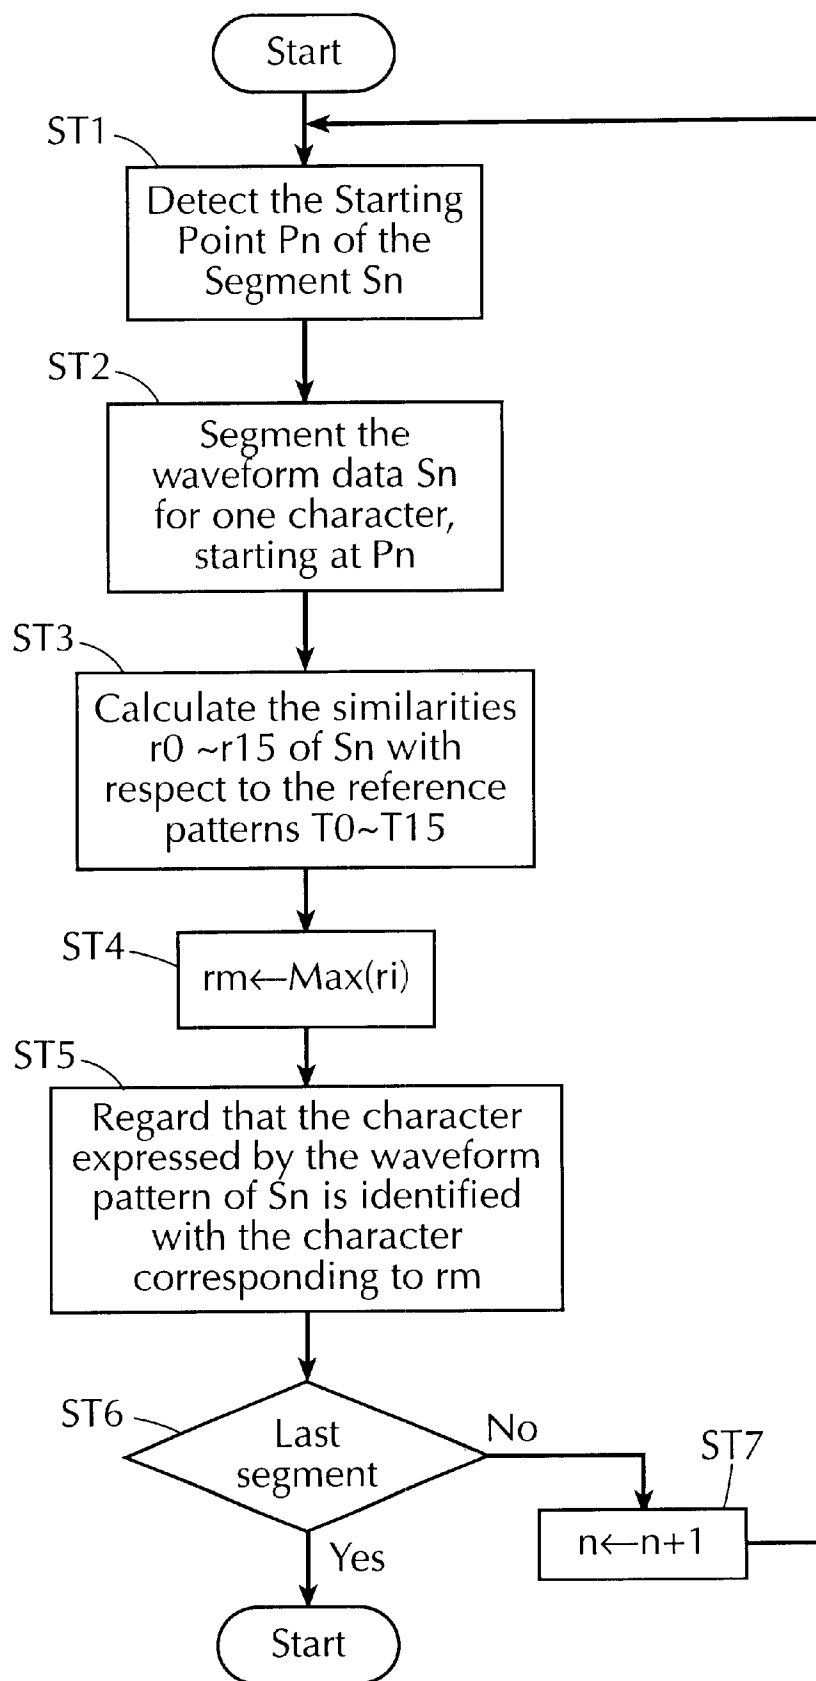 Start
ST1
Detect the Starting
Point Pn of the
Segment Sn
ST2
Segment the
waveform data Sn
for one character,
starting at Pn
ST3
Calculate the similarities
r0 ~r15 of Sn with
respect to the reference
patterns T0~T15
ST4
rm←Max(ri)
ST5
Regard that the character
expressed by the waveform
pattern of Sn is identified
with the character
corresponding to rm
ST6
Last
segment
No
ST7
n←n+1
Yes
Start